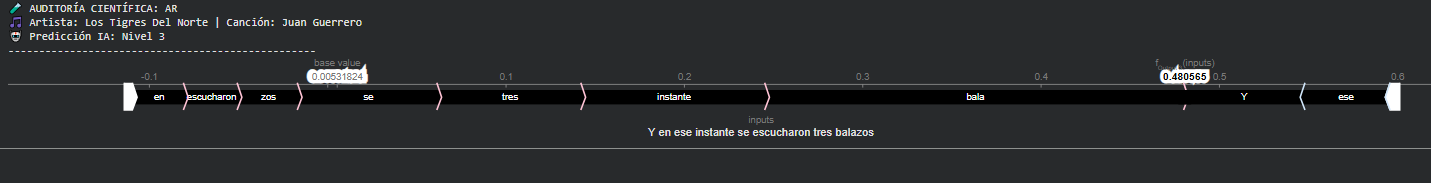 🧪 AUDITORÍA CIENTÍFICA: AR
🎵 Artista: Los Tigres Del Norte | Canción: Juan Guerrero
Predicción IA: Nivel 3
----------------------------------------------
base value (inputs)
-0.1 0.00531824 0.1 0.2 0.3 0.4 0.480565 0.5 0.6
en escucharon zos se tres instante bala Y ese
inputs
Y en ese instante se escucharon tres balazos